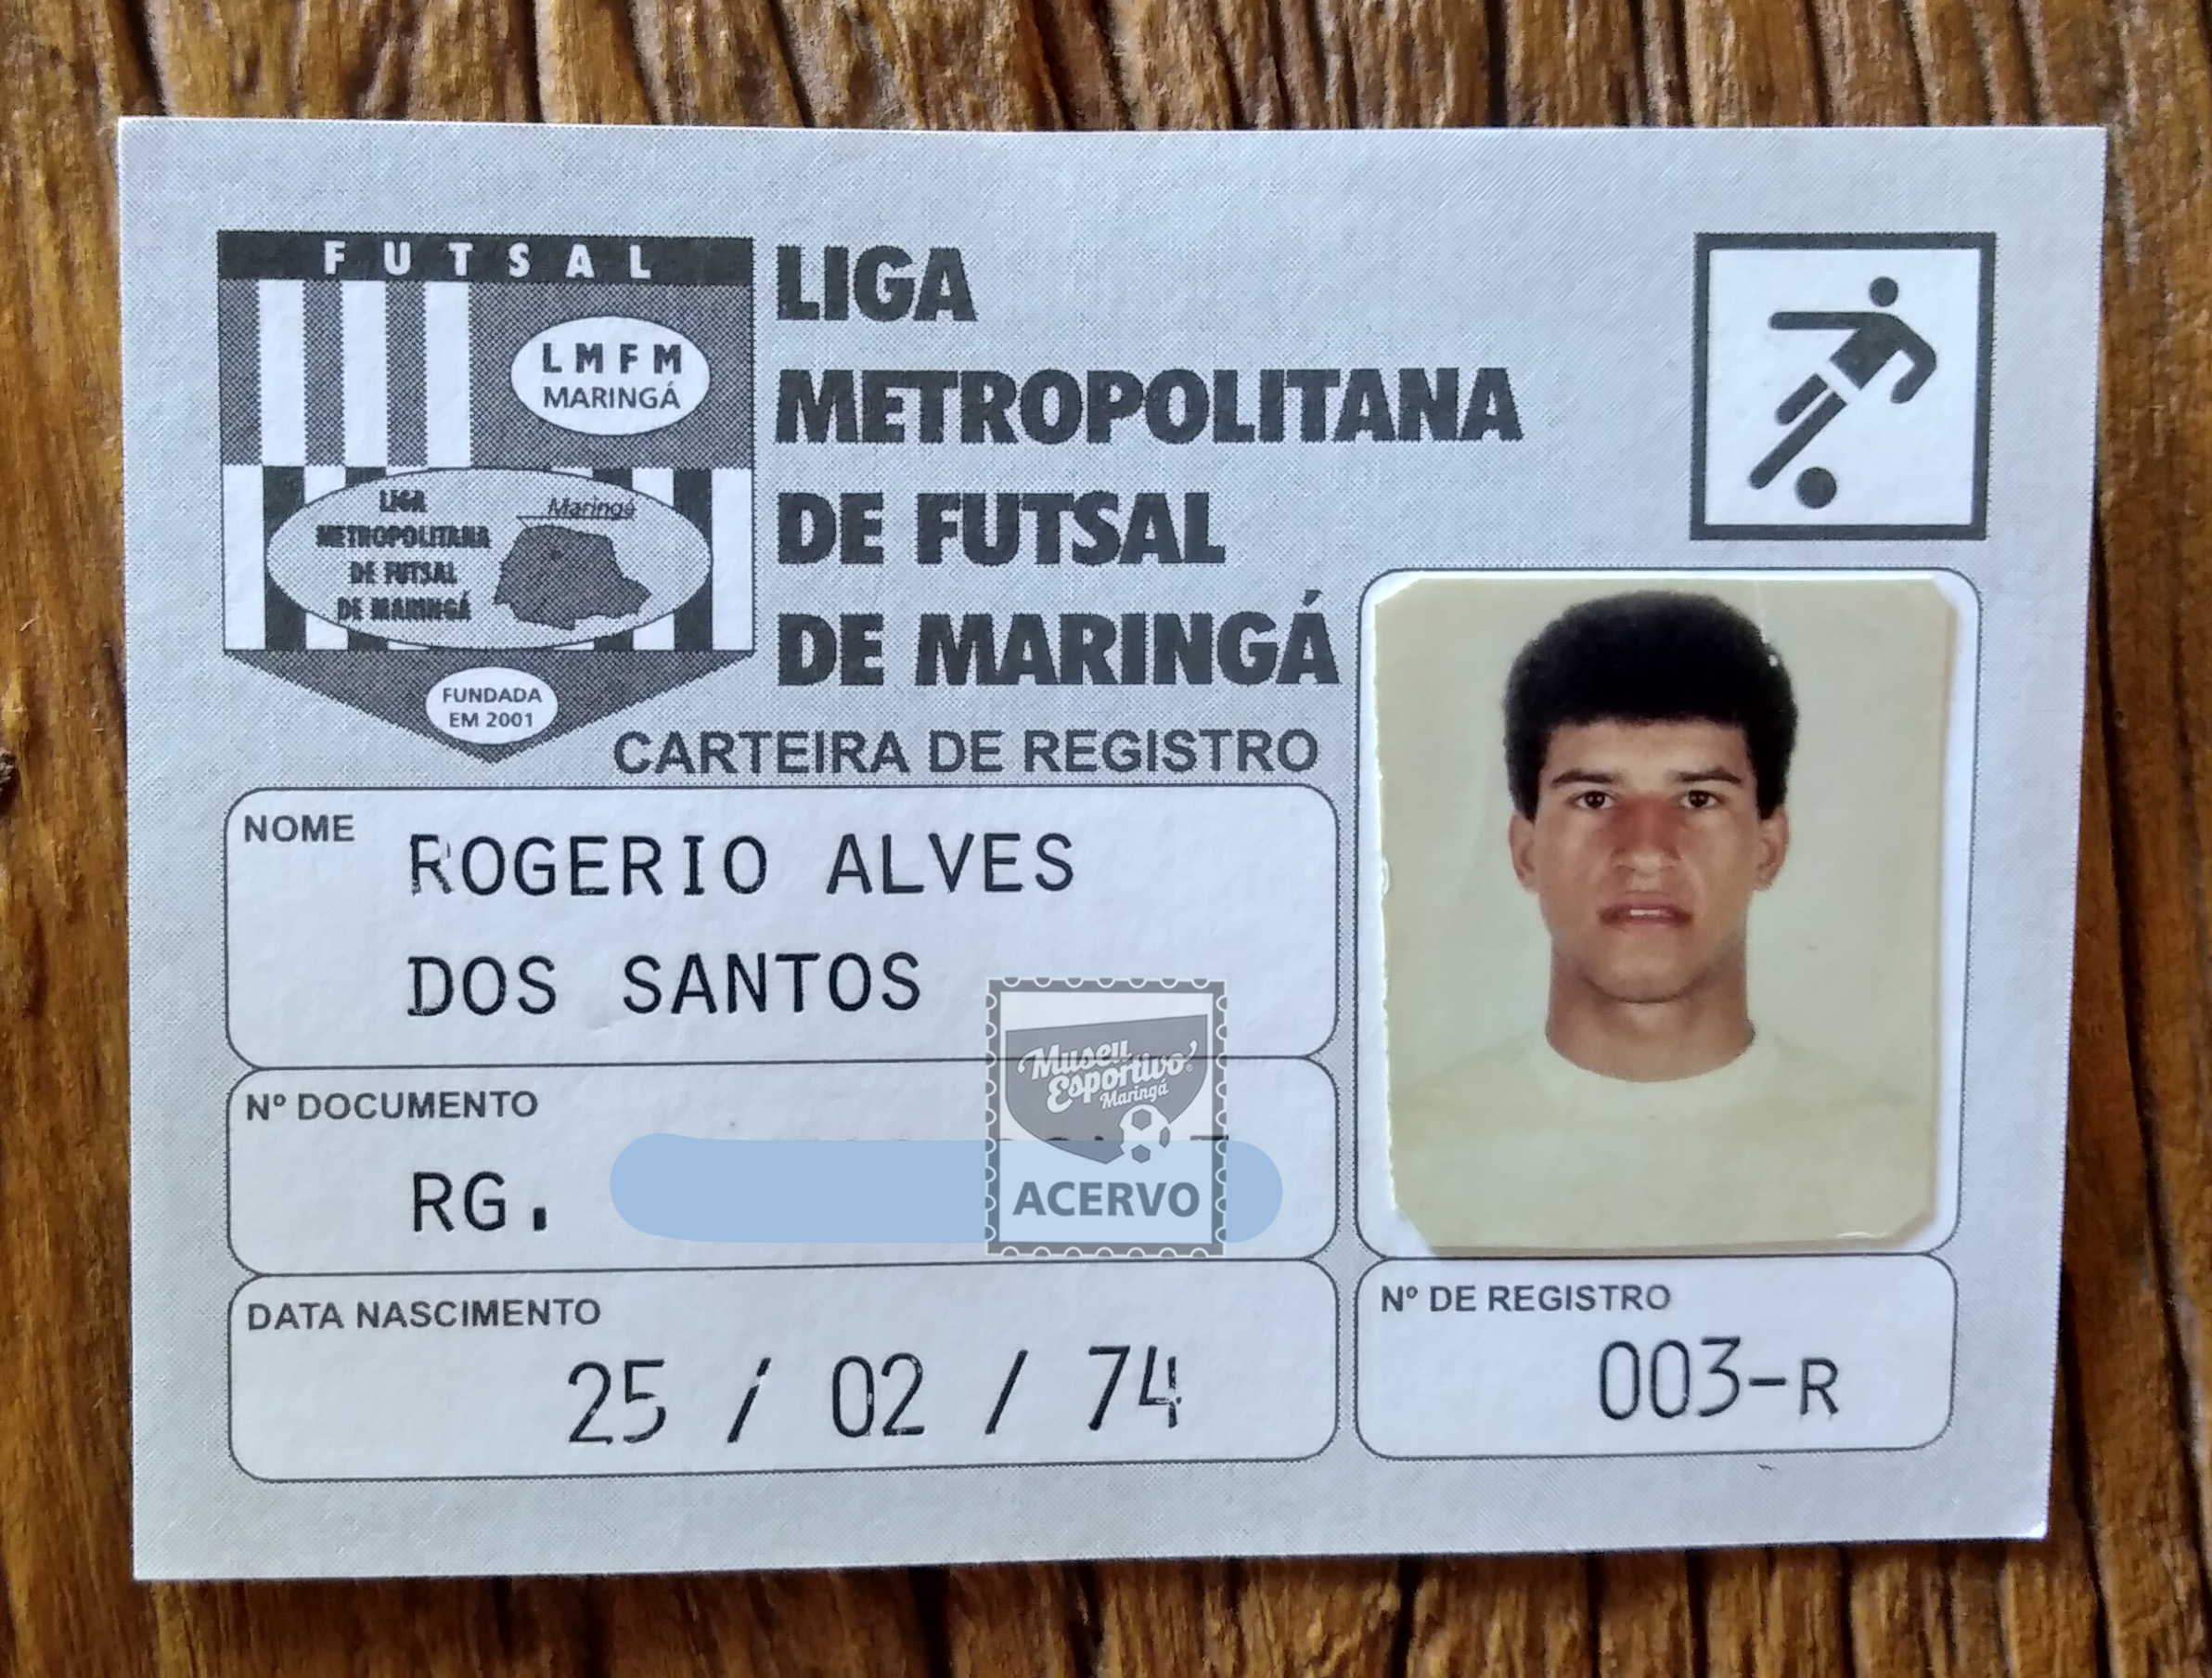 FUTSAL
LMFM
MARINGÁ
LIGA
METROPOLITANA
DE FUTSAL
DE MARINGÁ
Maringá
FUNDADA
EM 2001
LIGA
METROPOLITANA
DE FUTSAL
DE MARINGÁ
CARTEIRA DE REGISTRO
NOME
ROGERIO ALVES
DOS SANTOS
Nº DOCUMENTO
RG.
Museu
Esportivo
Maringá
ACERVO
DATA NASCIMENTO
25 / 02 / 74
Nº DE REGISTRO
003-R